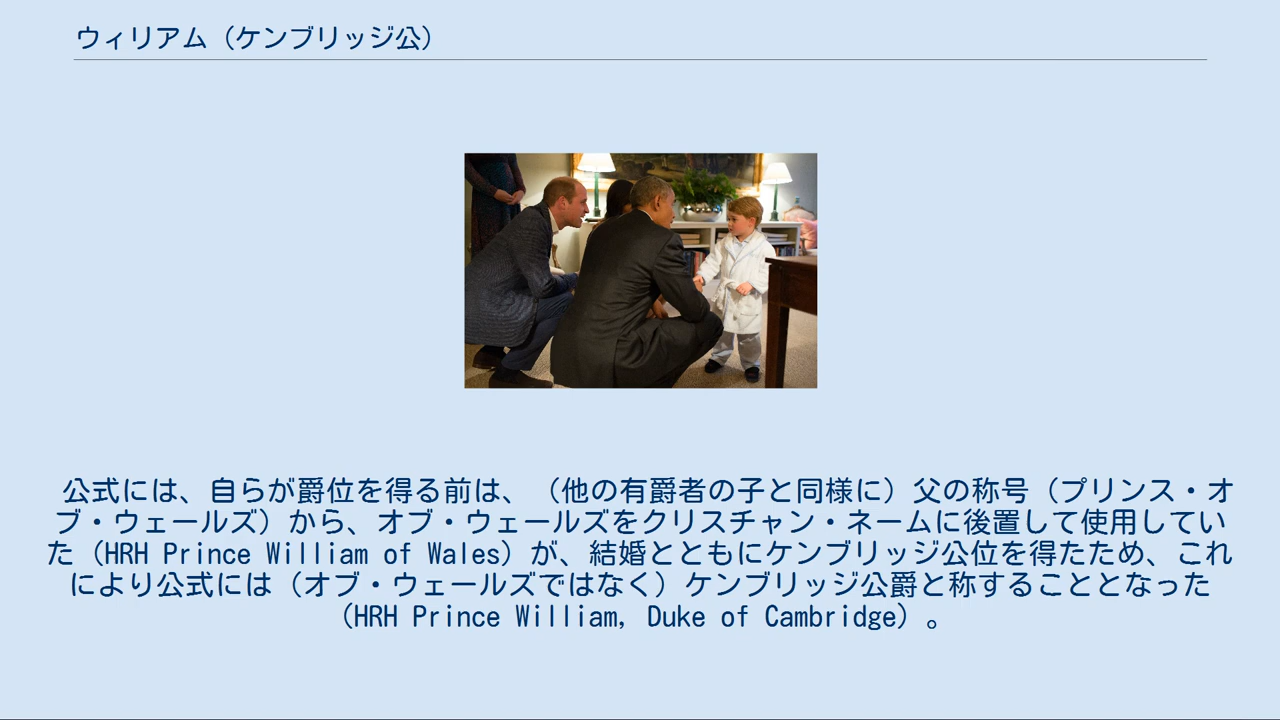 ウィリアム（ケンブリッジ公）
公式には、自らが爵位を得る前は、（他の有爵者の子と同様に）父の称号（プリンス・オ
ブ・ウェールズ）から、オブ・ウェールズをクリスチャン・ネームに後置して使用してい
た（HRH Prince William of Wales）が、結婚とともにケンブリッジ公位を得たため、これ
により公式には（オブ・ウェールズではなく）ケンブリッジ公爵と称することとなった
（HRH Prince William, Duke of Cambridge）。